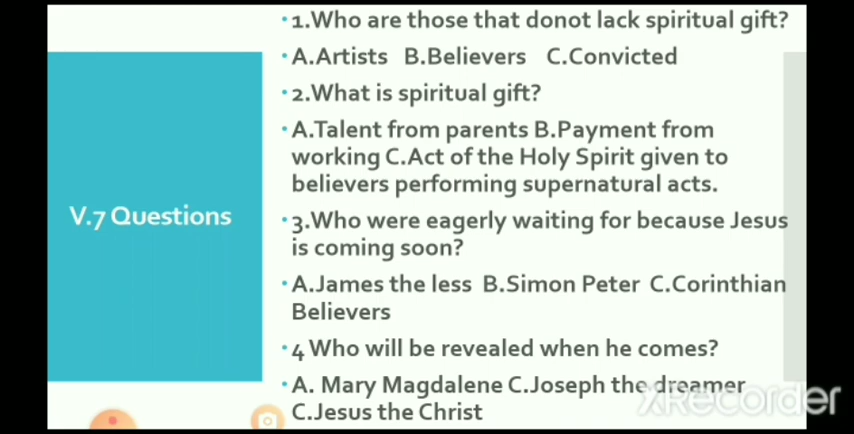 1.Who are those that donot lack spiritual gift?
A.Artists B.Believers C.Convicted
2.What is spiritual gift?
A.Talent from parents B.Payment from
working C.Act of the Holy Spirit given to
believers performing supernatural acts.
V.7 Questions
3.Who were eagerly waiting for because Jesus
is coming soon?
A.James the less B.Simon Peter C.Corinthian
Believers
4 Who will be revealed when he comes?
A. Mary Magdalene C.Joseph the dreamer
C.Jesus the Christ
XRecorder